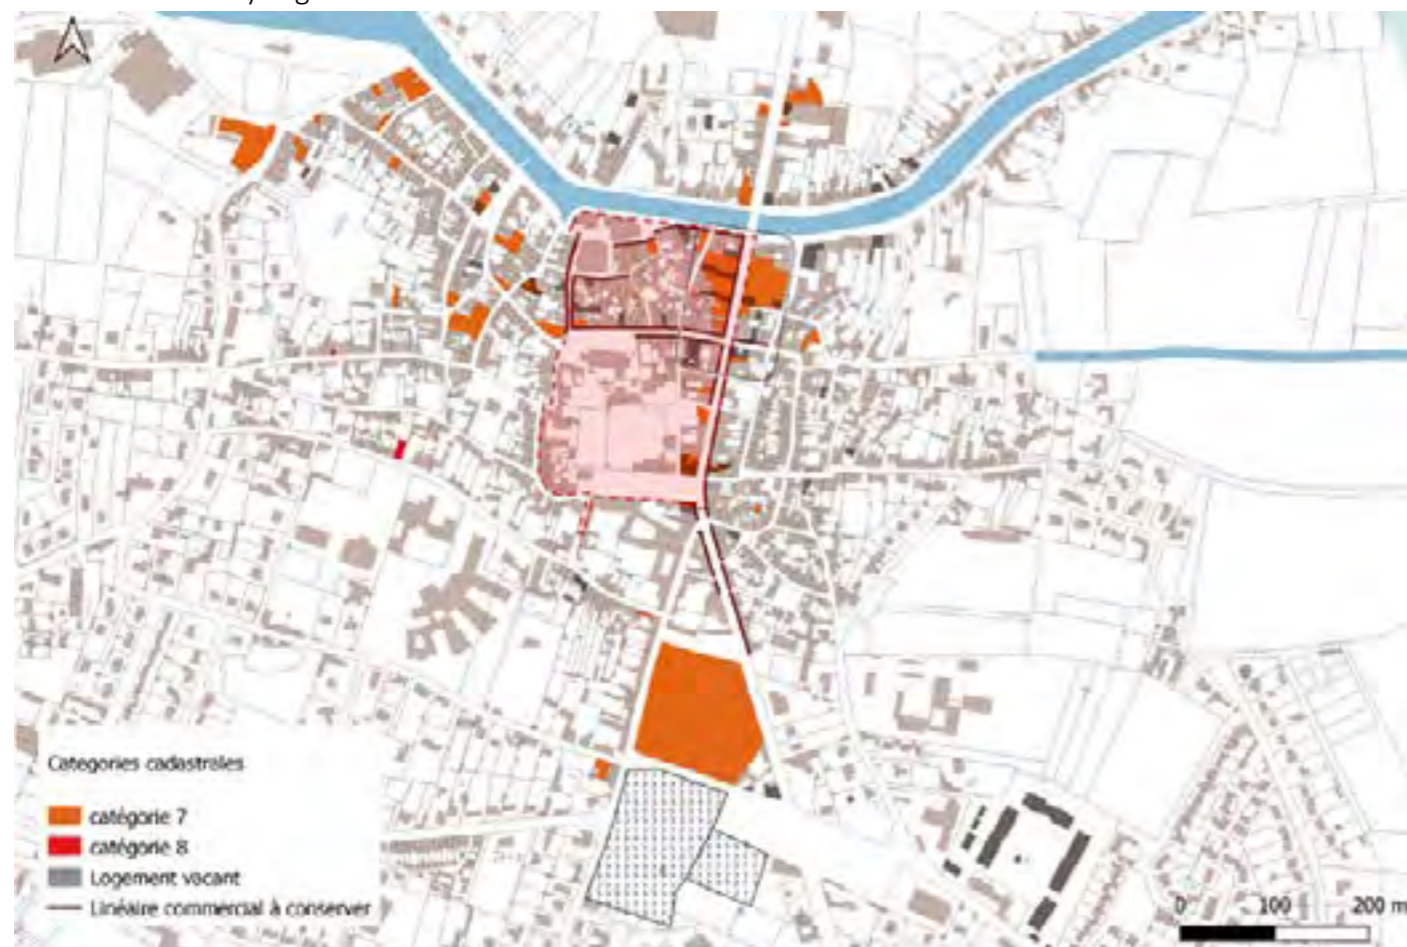 Categories cadastrales
catégorie 7
catégorie 8
Logement vacant
Linéaire commercial à conserver
0 100 200 m